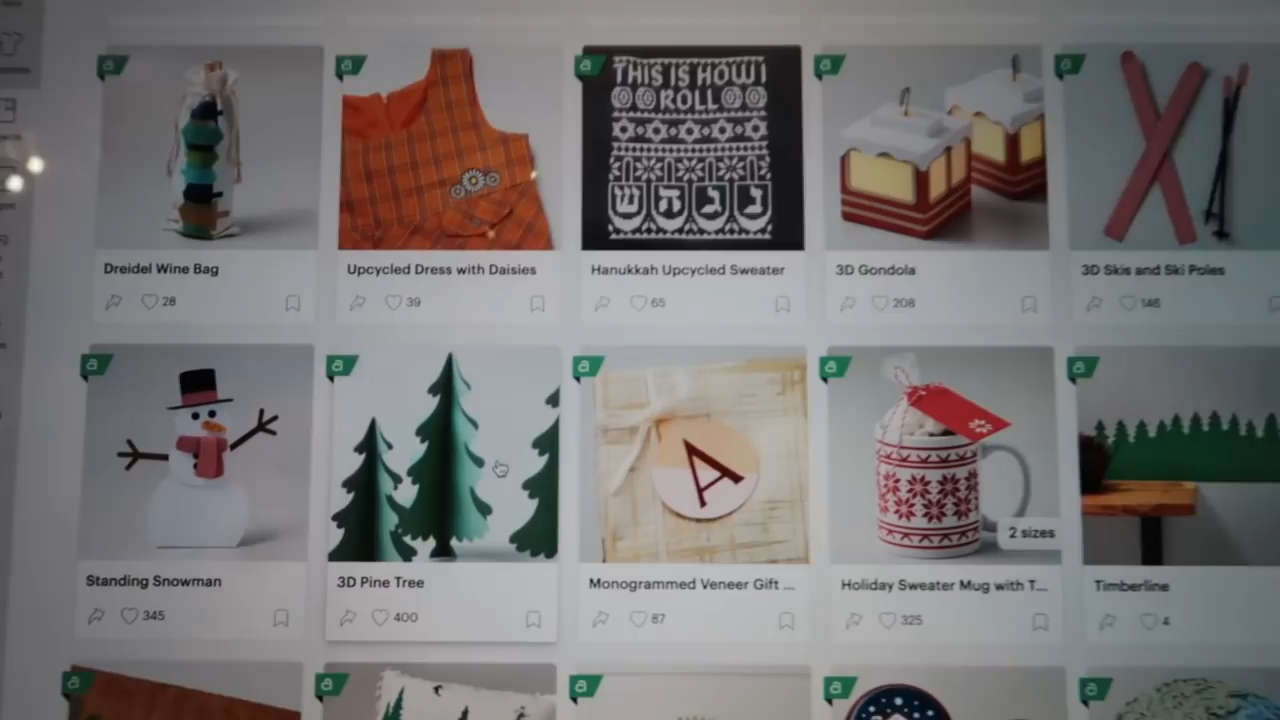 a
a
a
a
a
THIS IS HOW I
ROLL
ש ה ג נ
Dreidel Wine Bag
Upcycled Dress with Daisies
Hanukkah Upcycled Sweater
3D Gondola
3D Skis and Ski Poles
28
39
65
208
146
a
a
a
a
a
A
2 sizes
Standing Snowman
3D Pine Tree
Monogrammed Veneer Gift ...
Holiday Sweater Mug with T...
Timberline
345
400
87
325
4
a
a
a
a
a